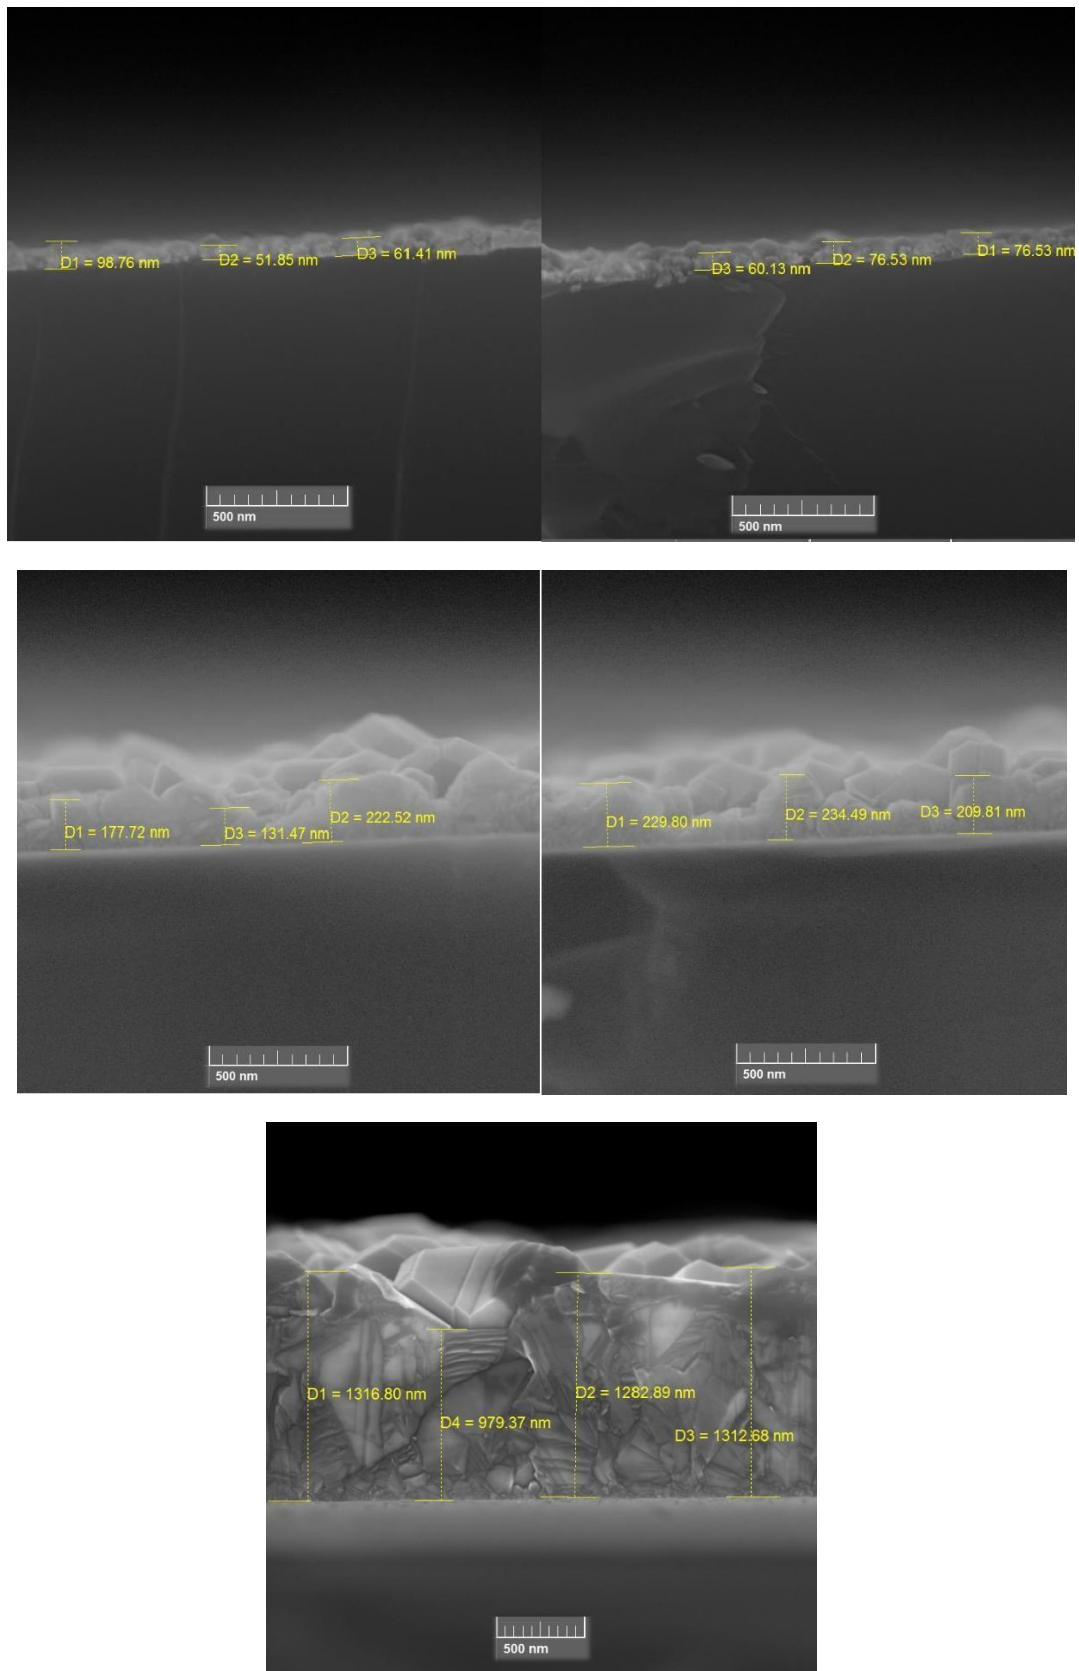 D1 = 98.76 nm
D2 = 51.85 nm
D3 = 61.41 nm
500 nm
D3 = 60.13 nm
D2 = 76.53 nm
D1 = 76.53 nm
500 nm
D1 = 177.72 nm
D3 = 131.47 nm
D2 = 222.52 nm
500 nm
D1 = 229.80 nm
D2 = 234.49 nm
D3 = 209.81 nm
500 nm
D1 = 1316.80 nm
D4 = 979.37 nm
D2 = 1282.89 nm
D3 = 1312.68 nm
500 nm